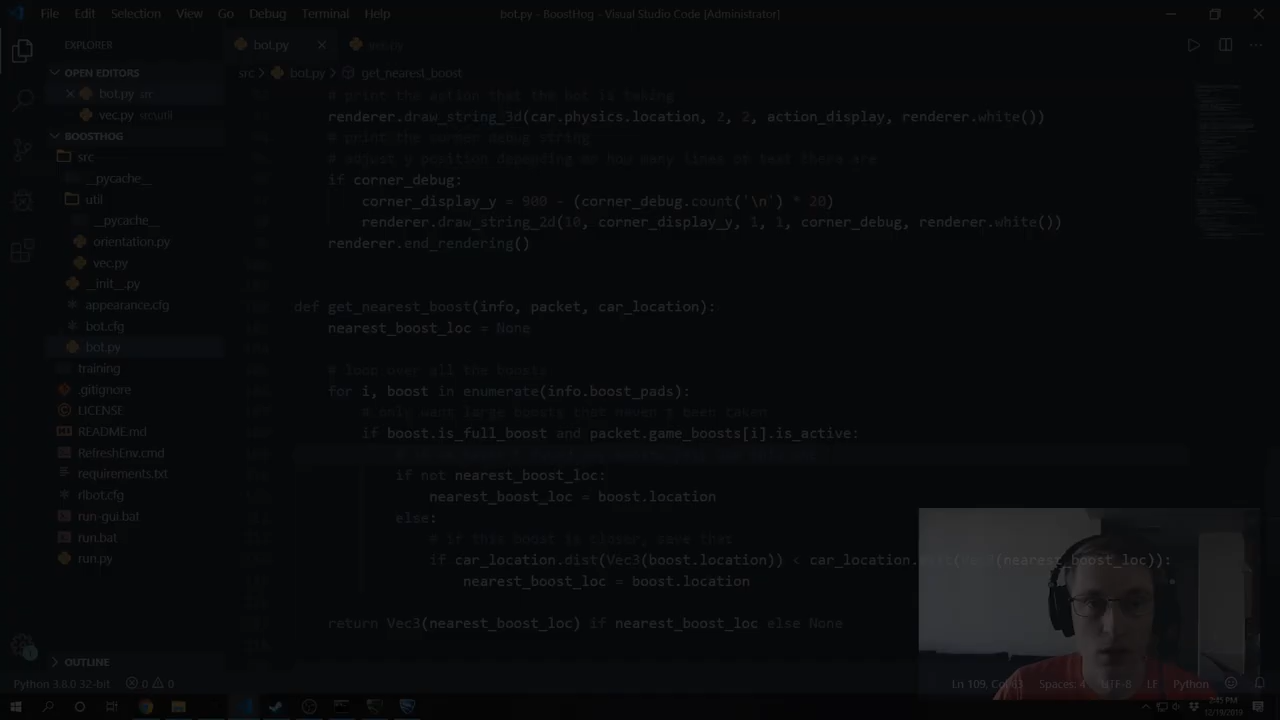 File Edit Selection View Go Debug Terminal Help
bot.py - BoostHog - Visual Studio Code [Administrator]
EXPLORER
bot.py
vec.py
OPEN EDITORS
src > bot.py > get_nearest_boost
bot.py src
vec.py src\util
BOOSTHOG
src
__pycache__
util
__pycache__
orientation.py
vec.py
__init__.py
appearance.cfg
bot.cfg
bot.py
training
.gitignore
LICENSE
README.md
RefreshEnv.cmd
requirements.txt
rlbot.cfg
run-gui.bat
run.bat
run.py
OUTLINE
# print the action that the bot is taking
renderer.draw_string_3d(car.physics.location, 2, 2, action_display, renderer.white())
# print the corner debug string
# adjust y position depending on how many lines of text there are
if corner_debug:
corner_display_y = 900 - (corner_debug.count('\n') * 20)
renderer.draw_string_2d(10, corner_display_y, 1, 1, corner_debug, renderer.white())
renderer.end_rendering()
def get_nearest_boost(info, packet, car_location):
nearest_boost_loc = None
# loop over all the boosts
for i, boost in enumerate(info.boost_pads):
# only want large boosts that haven't been taken
if boost.is_full_boost and packet.game_boosts[i].is_active:
if not nearest_boost_loc:
nearest_boost_loc = boost.location
else:
# if this boost is closer, save that
if car_location.dist(Vec3(boost.location)) < car_location. (nearest_boost_loc)):
nearest_boost_loc = boost.location
return Vec3(nearest_boost_loc) if nearest_boost_loc else None
Python 3.8.0 32-bit 0 0
Ln 109, Spaces: 4 UTF-8 LF Python
2:45 PM
12/19/2019